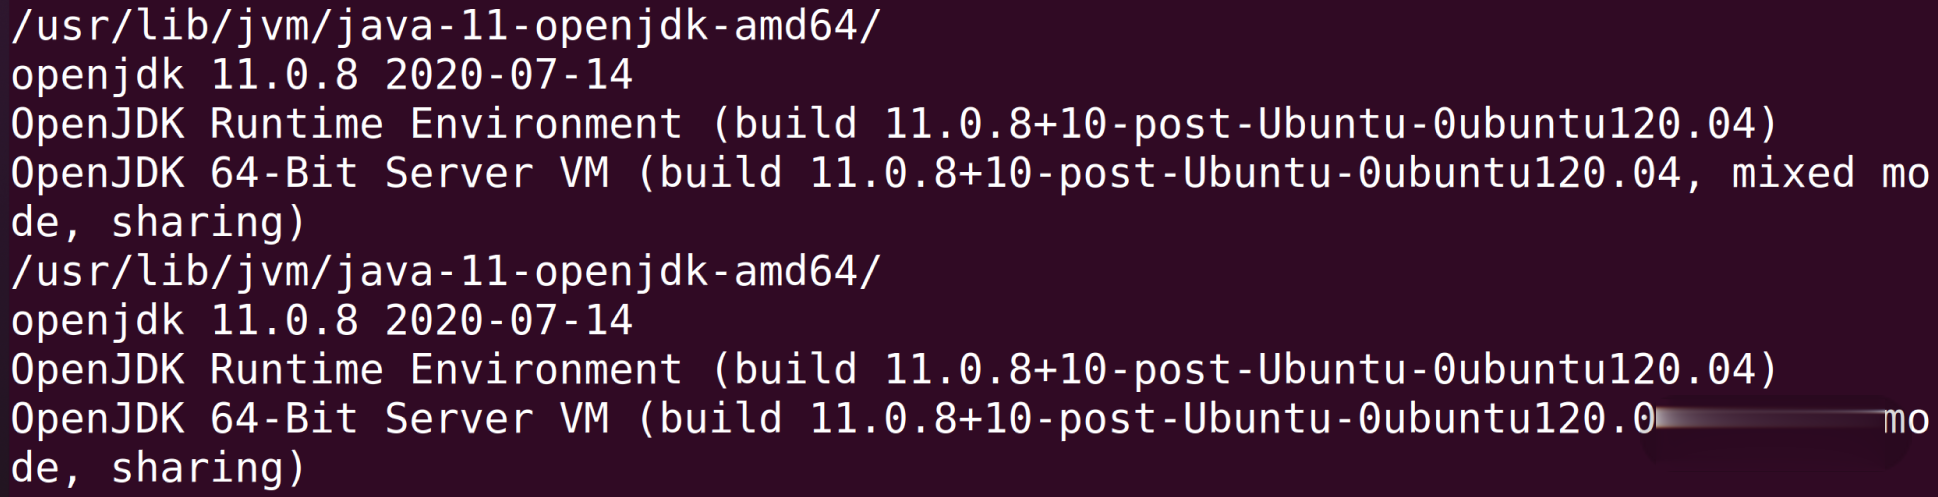 /usr/lib/jvm/java-11-openjdk-amd64/
openjdk 11.0.8 2020-07-14
OpenJDK Runtime Environment (build 11.0.8+10-post-Ubuntu-0ubuntu120.04)
OpenJDK 64-Bit Server VM (build 11.0.8+10-post-Ubuntu-0ubuntu120.04, mixed mo
de, sharing)
/usr/lib/jvm/java-11-openjdk-amd64/
openjdk 11.0.8 2020-07-14
OpenJDK Runtime Environment (build 11.0.8+10-post-Ubuntu-0ubuntu120.04)
OpenJDK 64-Bit Server VM (build 11.0.8+10-post-Ubuntu-0ubuntu120.0 mo
de, sharing)